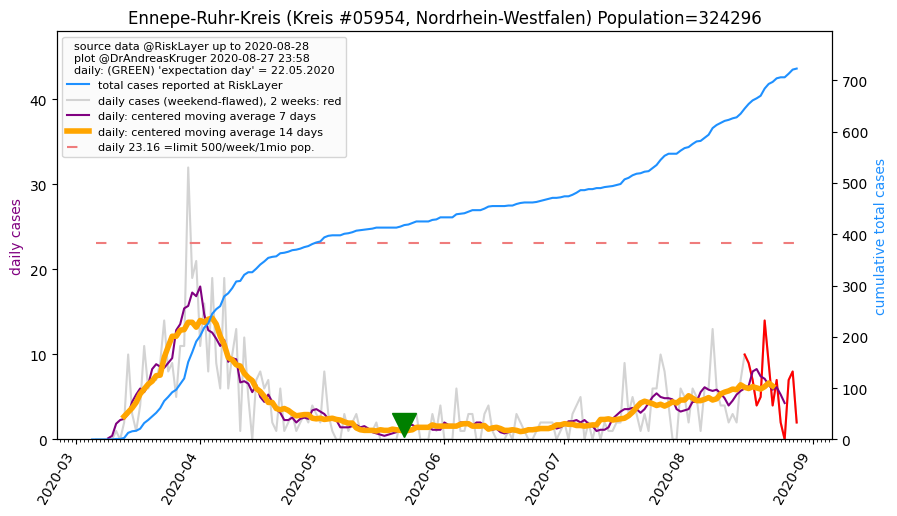 Ennepe-Ruhr-Kreis (Kreis #05954, Nordrhein-Westfalen) Population=324296
source data @RiskLayer up to 2020-08-28
plot @DrAndreasKruger 2020-08-27 23:58
daily: (GREEN) 'expectation day' = 22.05.2020
total cases reported at RiskLayer
daily cases (weekend-flawed), 2 weeks: red
daily: centered moving average 7 days
daily: centered moving average 14 days
daily 23.16 =limit 500/week/1mio pop.
daily cases
40
30
20
10
0
cumulative total cases
700
600
500
400
300
200
100
0
2020-03
2020-04
2020-05
2020-06
2020-07
2020-08
2020-09